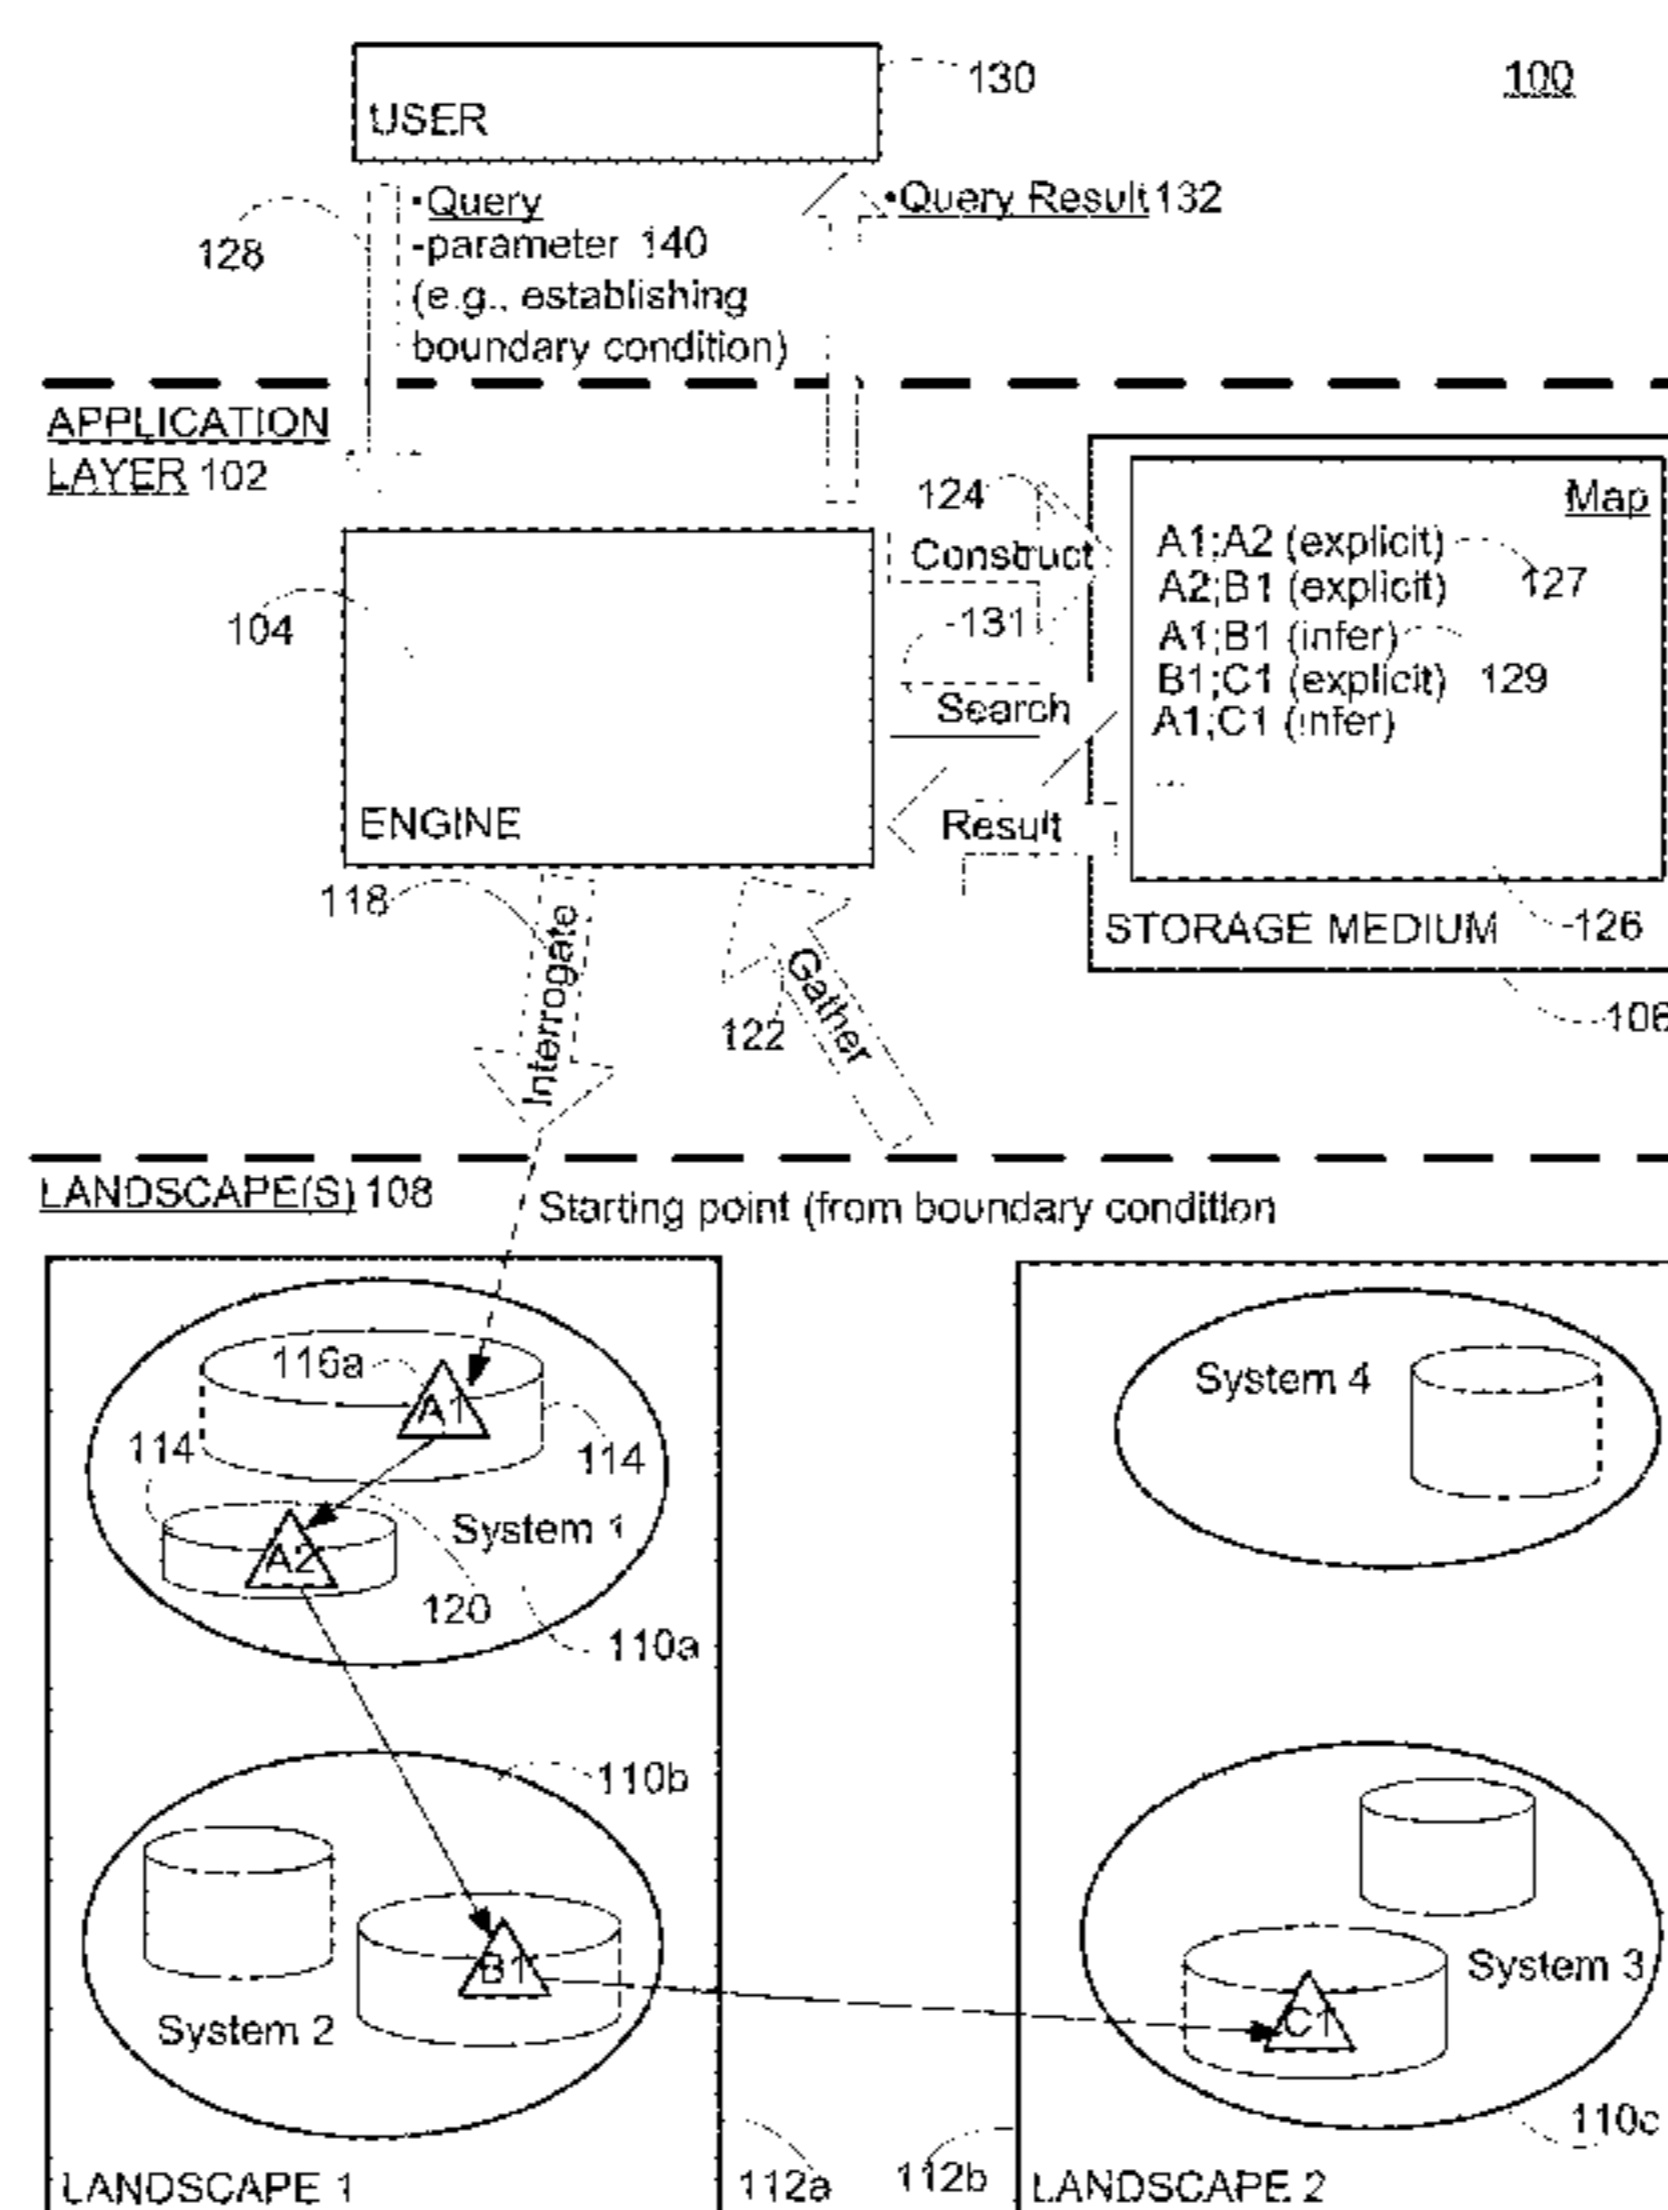 130
100
USER
•Query
•Query Result 132
128
-parameter 140
(e.g., establishing
boundary condition)
APPLICATION
LAYER 102
124
Map
Construct
A1;A2 (explicit)
127
A2;B1 (explicit)
104
131
A1;B1 (infer)
B1;C1 (explicit)
129
Search
A1;C1 (infer)
...
ENGINE
Result
118
Interrogate
STORAGE MEDIUM
126
Gather
122
106
LANDSCAPE(S) 108
Starting point (from boundary condition
116a
A1
System 4
114
114
System 1
A2
120
110a
110b
B1
System 3
System 2
C1
110c
LANDSCAPE 1
112a
112b
LANDSCAPE 2